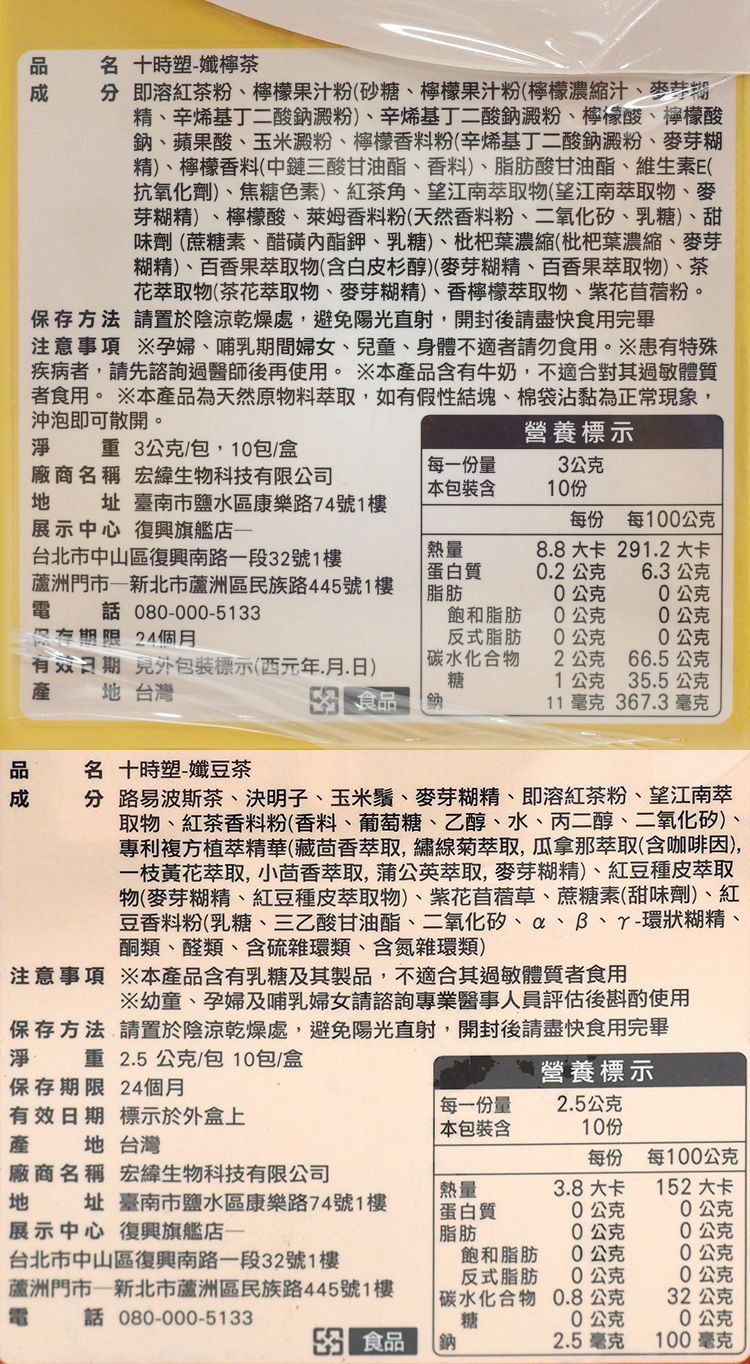 品名 十時塑-孅檸茶
成分 即溶紅茶粉、檸檬果汁粉(砂糖、檸檬果汁粉(檸檬濃縮汁、麥芽糊
精、辛烯基丁二酸鈉澱粉)、辛烯基丁二酸鈉澱粉、檸檬酸、檸檬酸
鈉、蘋果酸、玉米澱粉、檸檬香料粉(辛烯基丁二酸鈉澱粉、麥芽糊
精)、檸檬香料(中鏈三酸甘油酯、香料)、脂肪酸甘油酯、維生素E(
抗氧化劑)、焦糖色素)、紅茶角、望江南萃取物(望江南萃取物、麥
芽糊精)、檸檬酸、萊姆香料粉(天然香料粉、二氧化矽、乳糖)、甜
味劑 (蔗糖素、醋磺內酯鉀、乳糖)、枇杷葉濃縮(枇杷葉濃縮、麥芽
糊精)、百香果萃取物(含白皮杉醇)(麥芽糊精、百香果萃取物)、茶
花萃取物(茶花萃取物、麥芽糊精)、香檸檬萃取物、紫花苜蓿粉。
保存方法 請置於陰涼乾燥處，避免陽光直射，開封後請盡快食用完畢
注意事項 ※孕婦、哺乳期間婦女、兒童、身體不適者請勿食用。※患有特殊
疾病者，請先諮詢過醫師後再使用。 ※本產品含有牛奶，不適合對其過敏體質
者食用。 ※本產品為天然原物料萃取，如有假性結塊、棉袋沾黏為正常現象，
沖泡即可散開。
淨重 3公克/包，10包/盒
廠商名稱 宏緯生物科技有限公司
地址 臺南市鹽水區康樂路74號1樓
展示中心 復興旗艦店—
台北市中山區復興南路一段32號1樓
蘆洲門市—新北市蘆洲區民族路445號1樓
電話 080-000-5133
保存期限 24個月
有效日期 見外包裝標示(西元年.月.日)
產地 台灣
食品
營養標示
每一份量 3公克
本包裝含 10份
每份 每100公克
熱量 8.8 大卡 291.2 大卡
蛋白質 0.2 公克 6.3 公克
脂肪 0 公克 0 公克
飽和脂肪 0 公克 0 公克
反式脂肪 0 公克 0 公克
碳水化合物 2 公克 66.5 公克
糖 1 公克 35.5 公克
鈉 11 毫克 367.3 毫克
品名 十時塑-孅豆茶
成分 路易波斯茶、決明子、玉米鬚、麥芽糊精、即溶紅茶粉、望江南萃
取物、紅茶香料粉(香料、葡萄糖、乙醇、水、丙二醇、二氧化矽)、
專利複方植萃精華(藏茴香萃取, 繡線菊萃取, 瓜拿那萃取(含咖啡因),
一枝黃花萃取, 小茴香萃取, 蒲公英萃取, 麥芽糊精)、紅豆種皮萃取
物(麥芽糊精、紅豆種皮萃取物)、紫花苜蓿草、蔗糖素(甜味劑)、紅
豆香料粉(乳糖、三乙酸甘油酯、二氧化矽、α、β、γ-環狀糊精、
酮類、醛類、含硫雜環類、含氮雜環類)
注意事項 ※本產品含有乳糖及其製品，不適合其過敏體質者食用
※幼童、孕婦及哺乳婦女請諮詢專業醫事人員評估後斟酌使用
保存方法 請置於陰涼乾燥處，避免陽光直射，開封後請盡快食用完畢
淨重 2.5 公克/包 10包/盒
保存期限 24個月
有效日期 標示於外盒上
產地 台灣
廠商名稱 宏緯生物科技有限公司
地址 臺南市鹽水區康樂路74號1樓
展示中心 復興旗艦店—
台北市中山區復興南路一段32號1樓
蘆洲門市—新北市蘆洲區民族路445號1樓
電話 080-000-5133
食品
營養標示
每一份量 2.5公克
本包裝含 10份
每份 每100公克
熱量 3.8 大卡 152 大卡
蛋白質 0 公克 0 公克
脂肪 0 公克 0 公克
飽和脂肪 0 公克 0 公克
反式脂肪 0 公克 0 公克
碳水化合物 0.8 公克 32 公克
糖 0 公克 0 公克
鈉 2.5 毫克 100 毫克